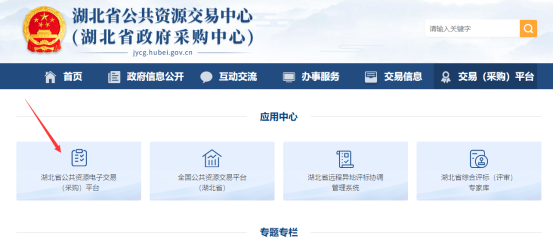 湖北省公共资源交易中心
(湖北省政府采购中心)
jycg.hubei.gov.cn
请输入关键字
首页 政府信息公开 互动交流 办事服务 交易信息 交易（采购）平台
应用中心
湖北省公共资源电子交易
（采购）平台
全国公共资源交易平台
（湖北省）
湖北省远程异地评标协调
管理系统
湖北省综合评标（评审）
专家库
专题专栏